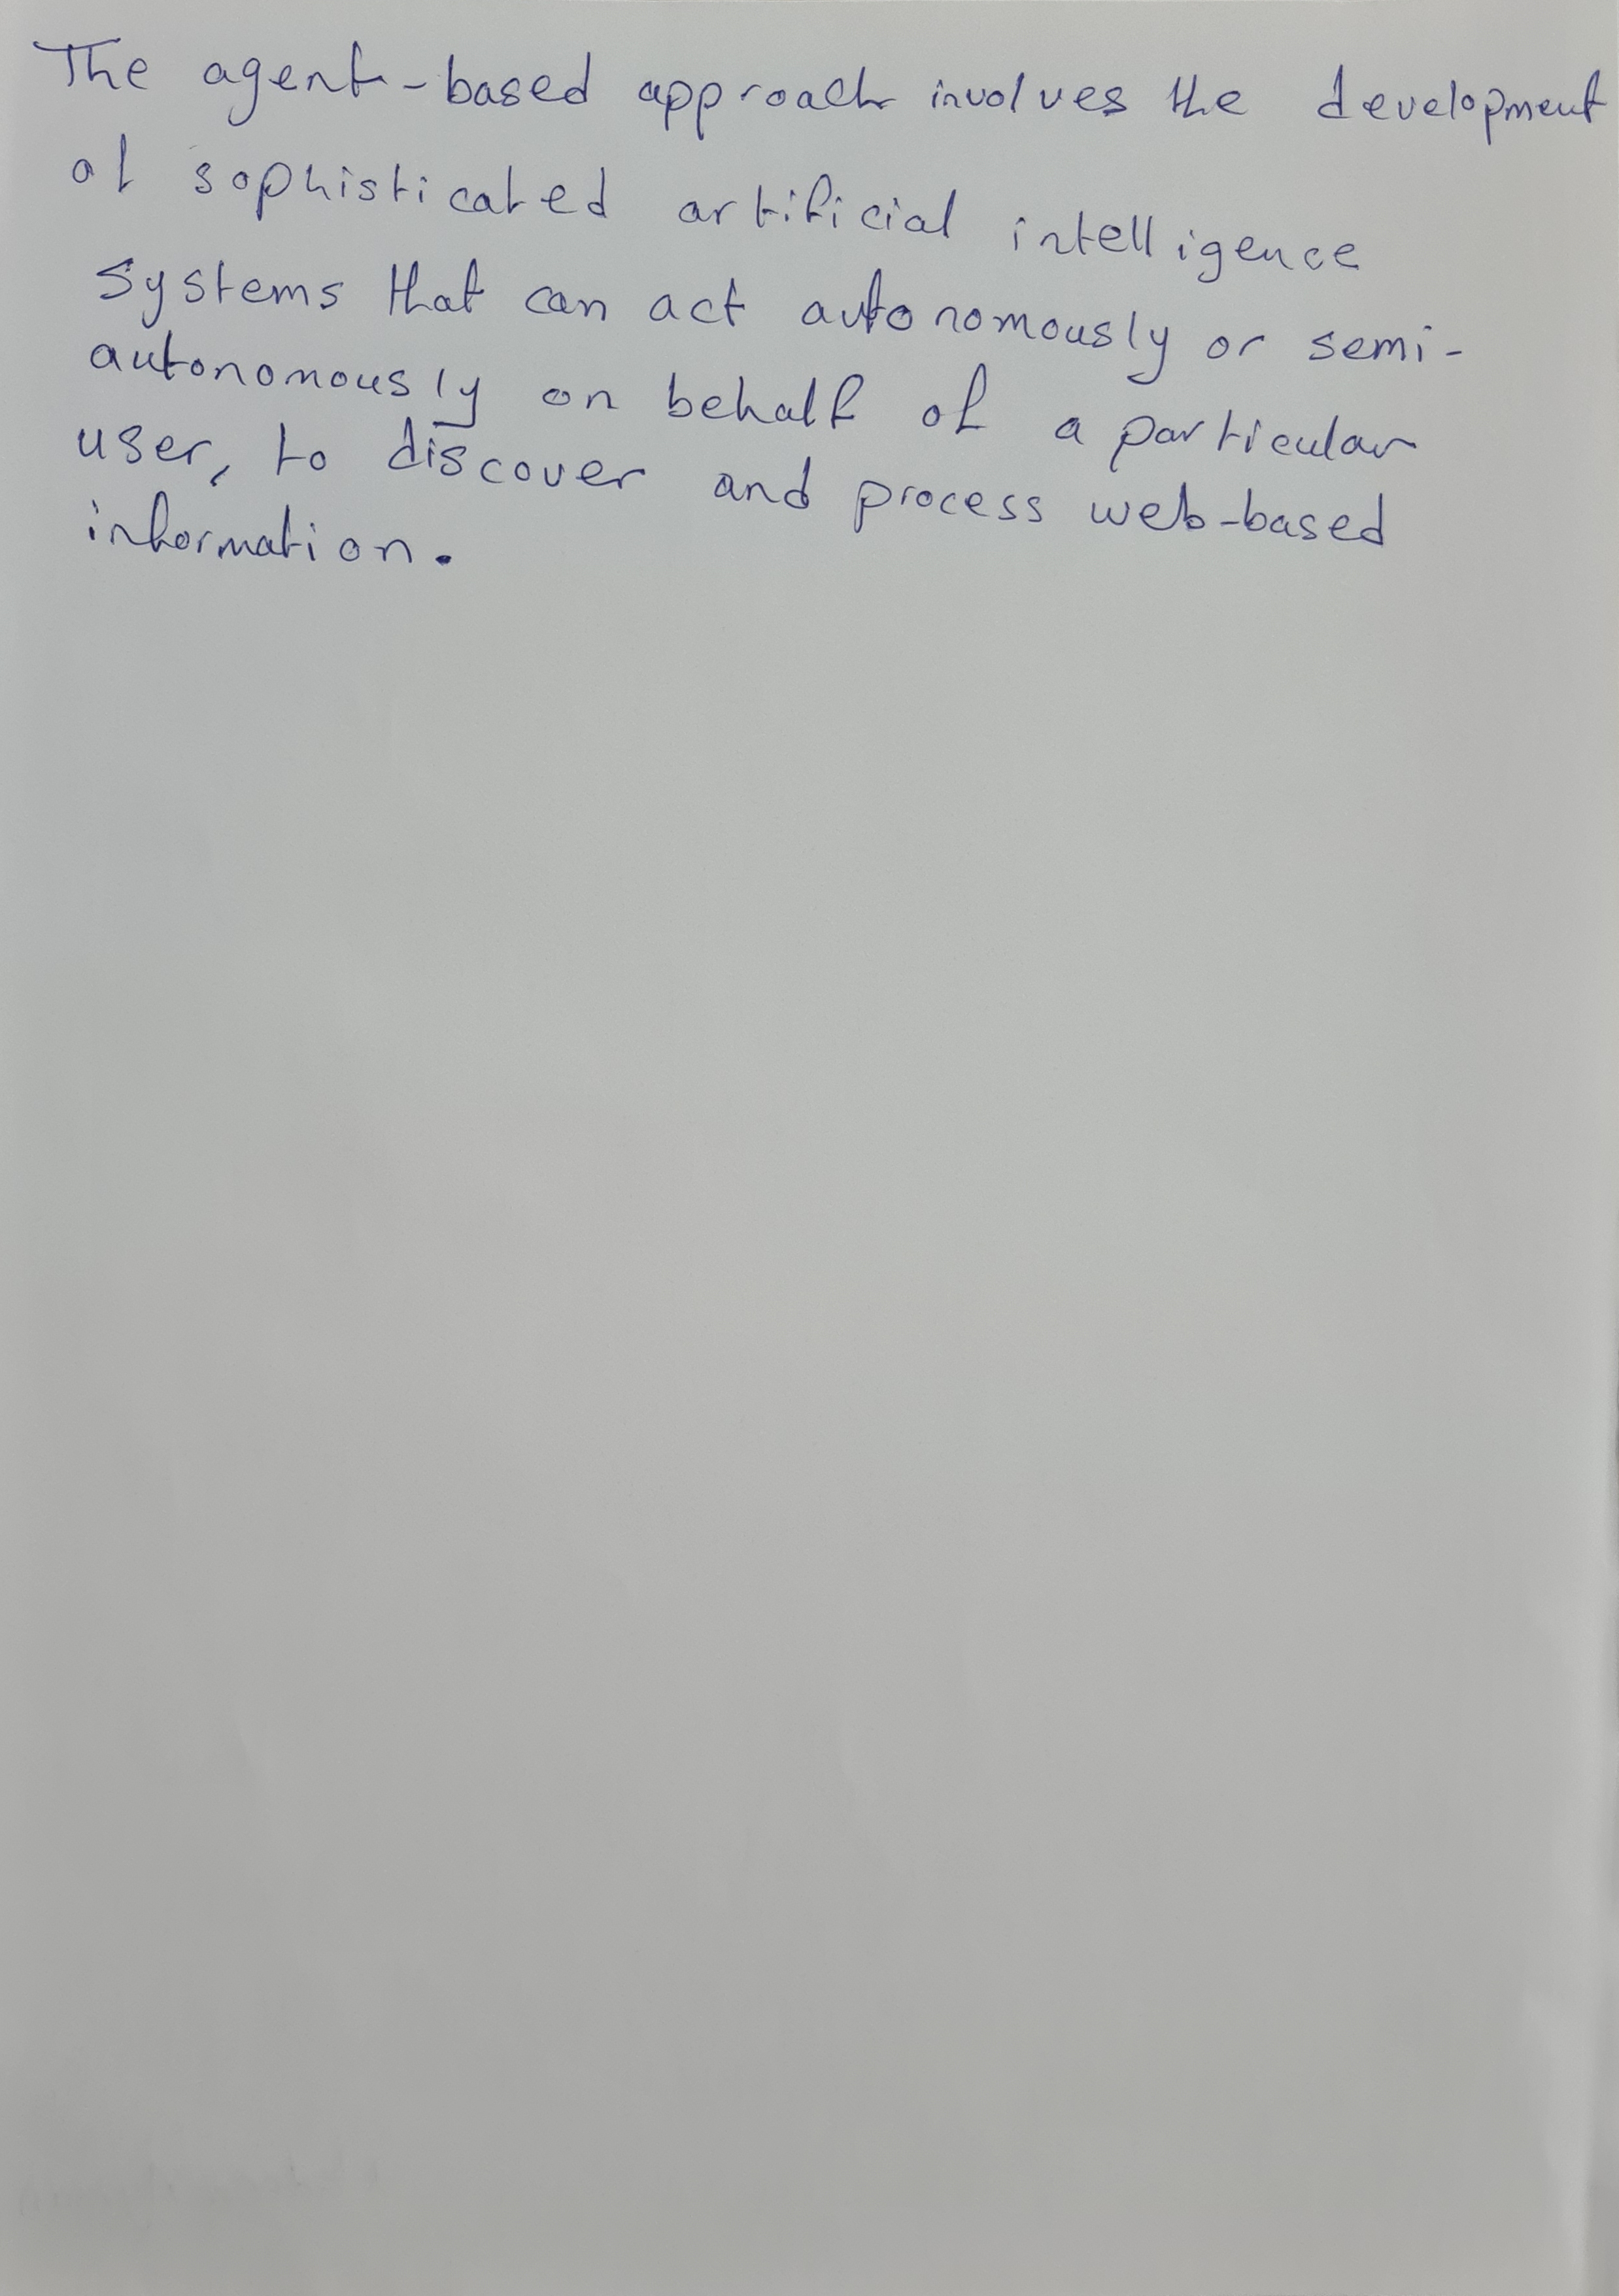 The agent-based approach involves the development
of sophisticated artificial intelligence
systems that can act autonomously or semi-
autonomously on behalf of a particular
user, to discover and process web-based
information.